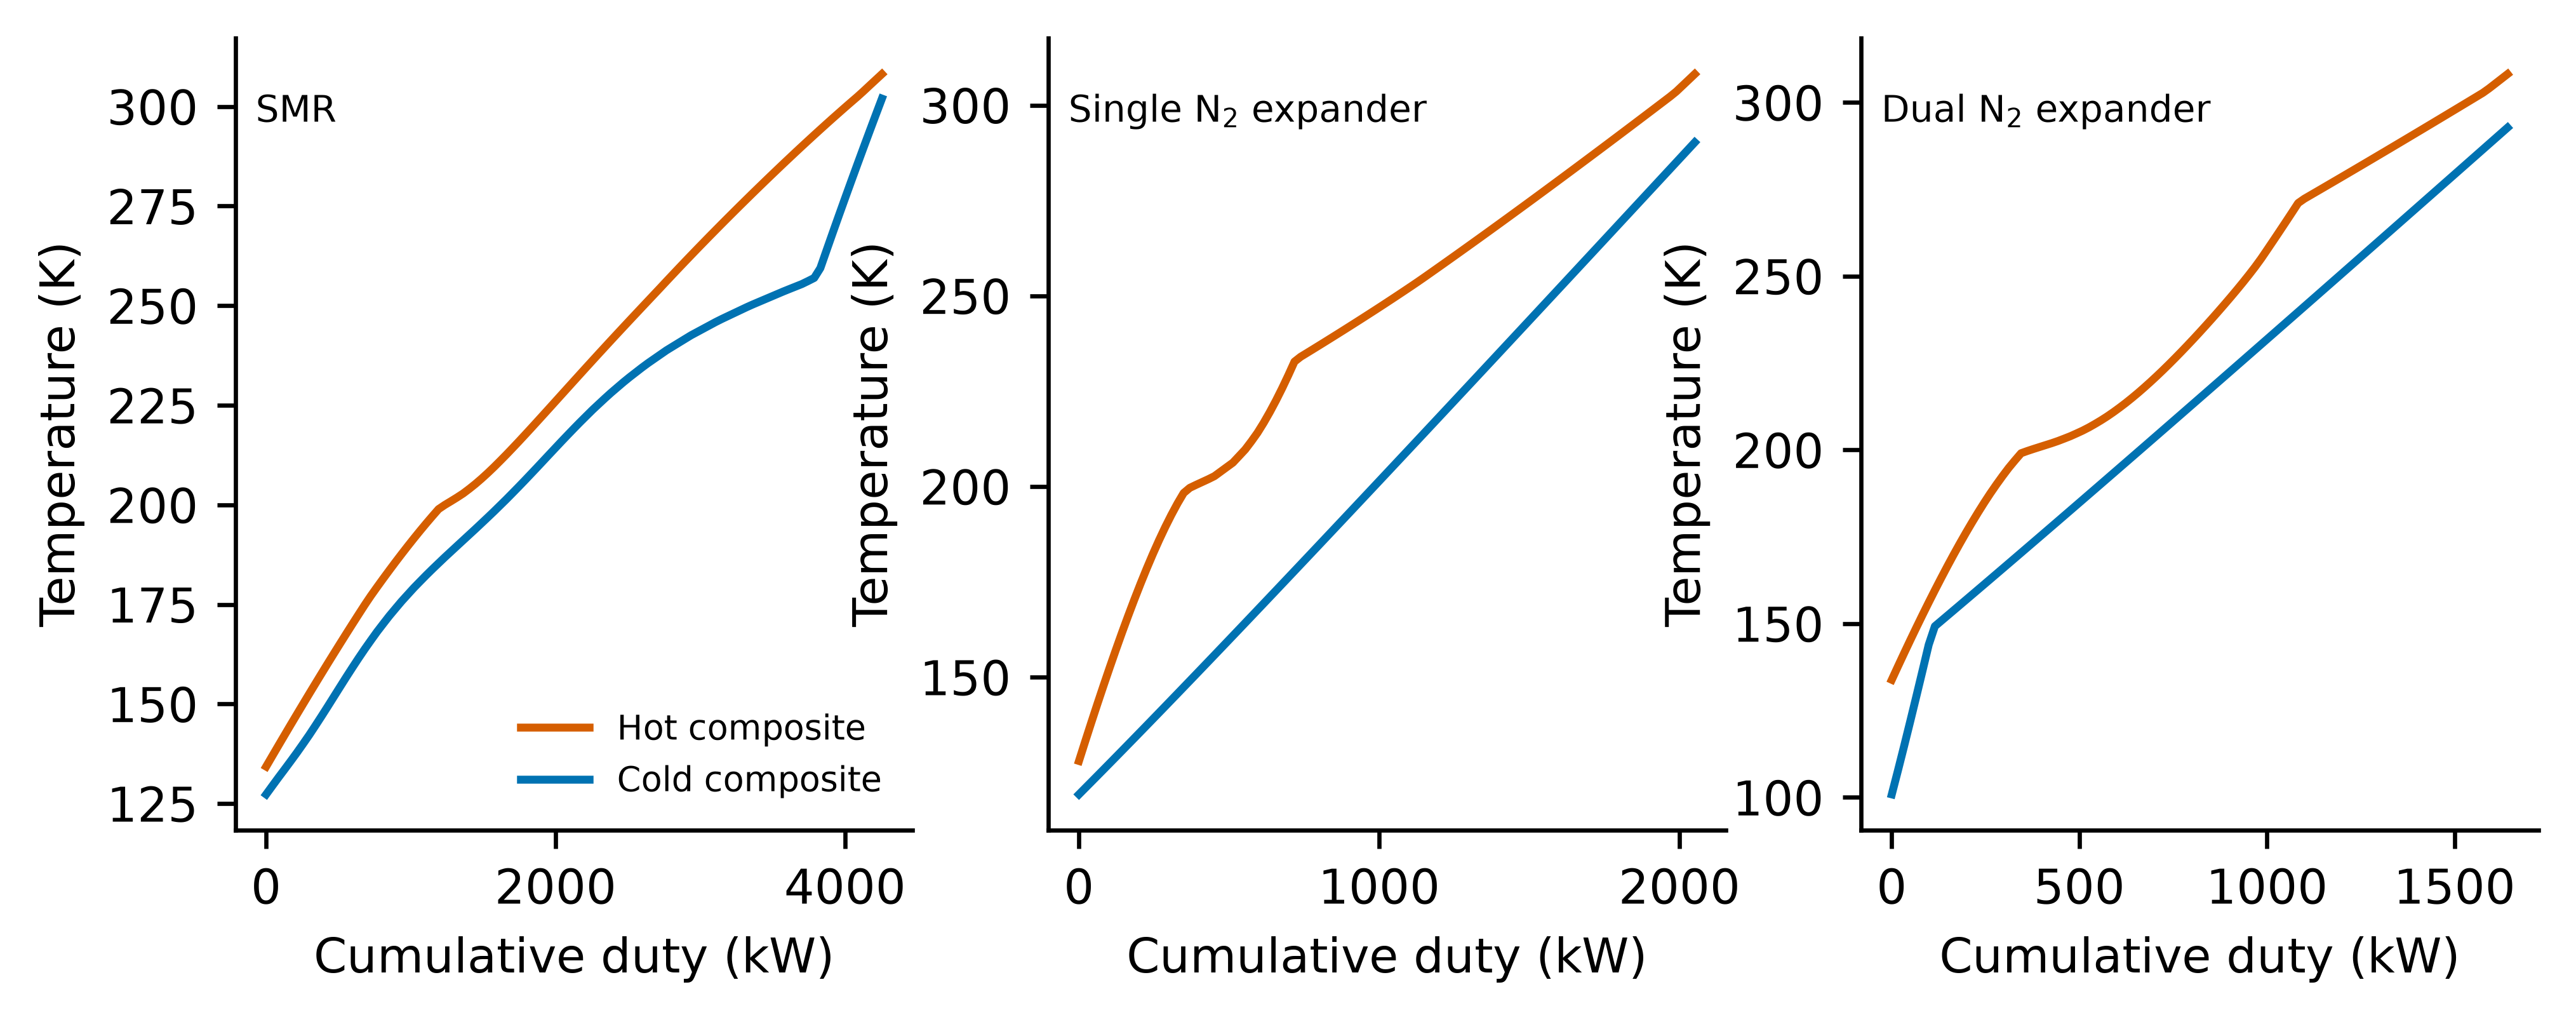 SMR
Temperature (K)
300
275
250
225
200
175
150
125
Hot composite
Cold composite
0
2000
4000
Cumulative duty (kW)
Single N₂ expander
Temperature (K)
300
250
200
150
0
1000
2000
Cumulative duty (kW)
Dual N₂ expander
Temperature (K)
300
250
200
150
100
0
500
1000
1500
Cumulative duty (kW)